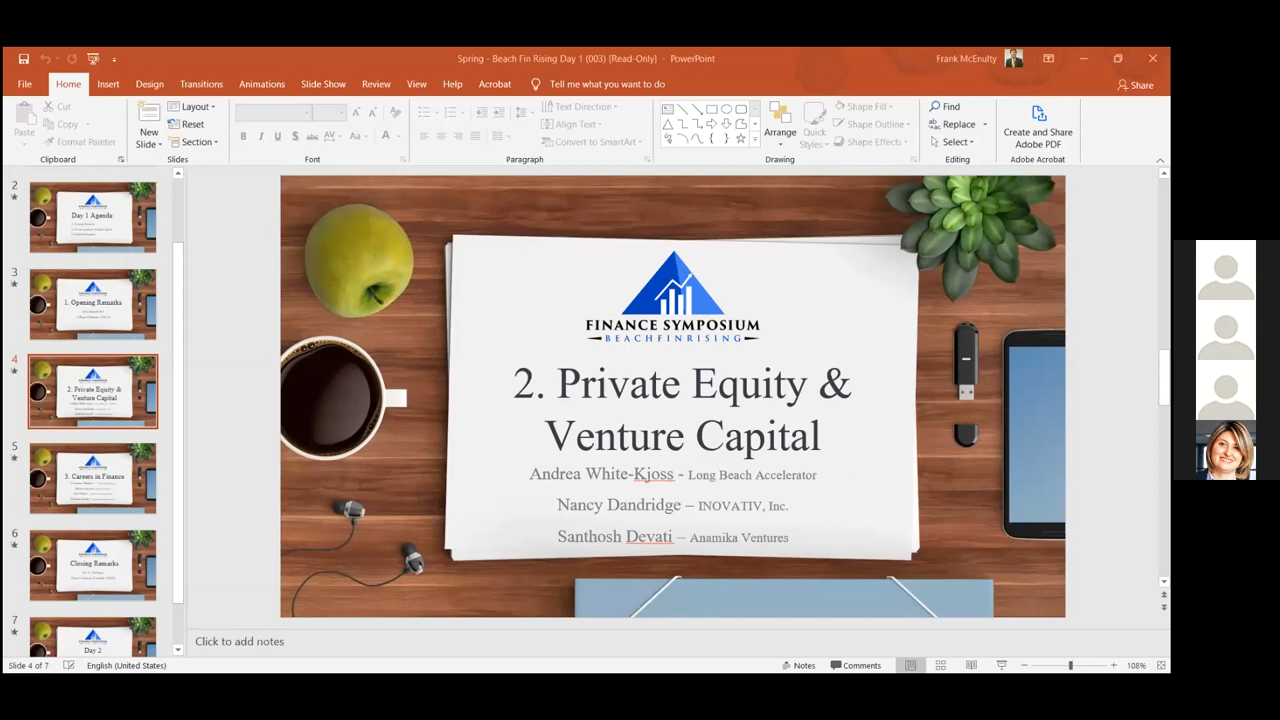 Spring - Beach Fin Rising Day 1 (003) [Read-Only] - PowerPoint
Frank McEnulty
File Home Insert Design Transitions Animations Slide Show Review View Help Acrobat Tell me what you want to do
Share
Paste
Cut
Copy
Format Painter
Clipboard
New Slide
Layout
Reset
Section
Slides
B I U S abc AV Aa A
Font
Text Direction
Align Text
Convert to SmartArt
Paragraph
Arrange
Quick Styles
Shape Fill
Shape Outline
Shape Effects
Drawing
Find
Replace
Select
Editing
Create and Share Adobe PDF
Adobe Acrobat
2
Day 1 Agenda:
3
1. Opening Remarks
4
2. Private Equity &
Venture Capital
5
3. Careers in Finance
6
Closing Remarks
7
Day 2
FINANCE SYMPOSIUM
BEACHFINRISING
2. Private Equity &
Venture Capital
Andrea White-Kjoss - Long Beach Accelerator
Nancy Dandridge – INOVATIV, Inc.
Santhosh Devati – Anamika Ventures
Click to add notes
Slide 4 of 7 English (United States) Notes Comments 108%